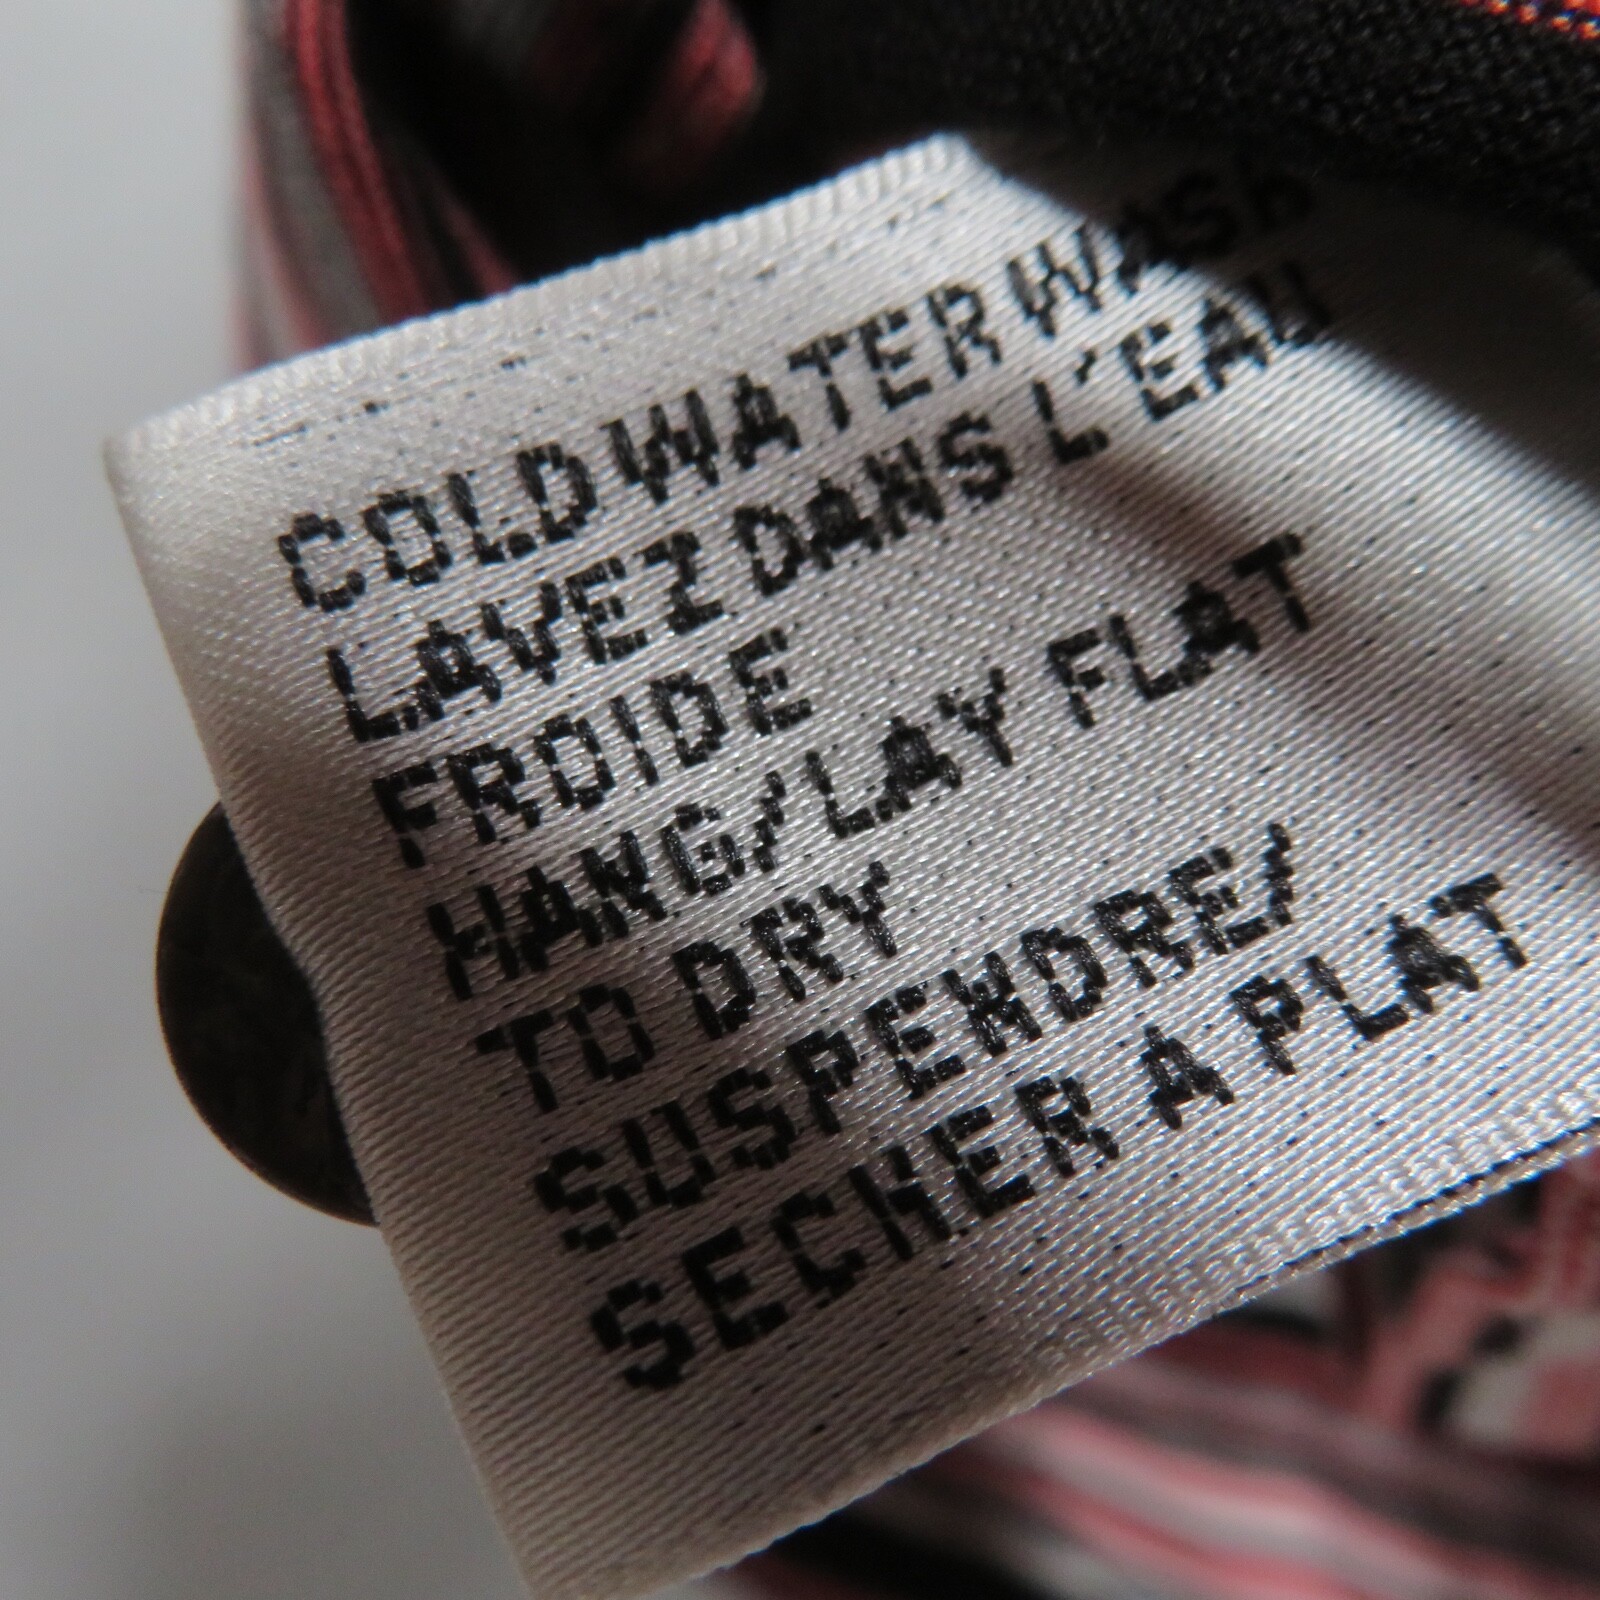 COLD WATER WASH
LAVEZ DANS L'EAU
FROIDE
HANG/LAY FLAT
TO DRY
SUSPENDRE/
SECHER A PLAT